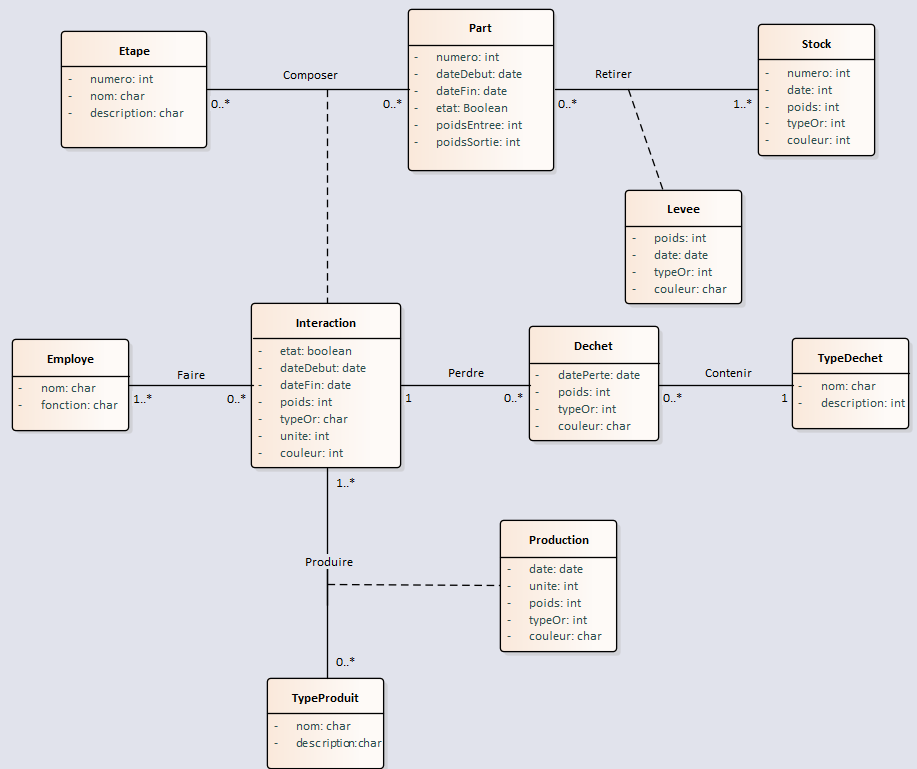 Etape
- numero: int
- nom: char
- description: char
Composer
0..*
0..*
Part
- numero: int
- dateDebut: date
- dateFin: date
- etat: Boolean
- poidsEntree: int
- poidsSortie: int
Retirer
0..*
1..*
Stock
- numero: int
- date: int
- poids: int
- typeOr: int
- couleur: int
Levee
- poids: int
- date: date
- typeOr: int
- couleur: char
Employe
- nom: char
- fonction: char
Faire
1..*
0..*
Interaction
- etat: boolean
- dateDebut: date
- dateFin: date
- poids: int
- typeOr: char
- unite: int
- couleur: int
Perdre
1
0..*
Dechet
- datePerte: date
- poids: int
- typeOr: int
- couleur: char
Contenir
0..*
1
TypeDechet
- nom: char
- description: int
1..*
Produire
0..*
Production
- date: date
- unite: int
- poids: int
- typeOr: int
- couleur: char
TypeProduit
- nom: char
- description:char